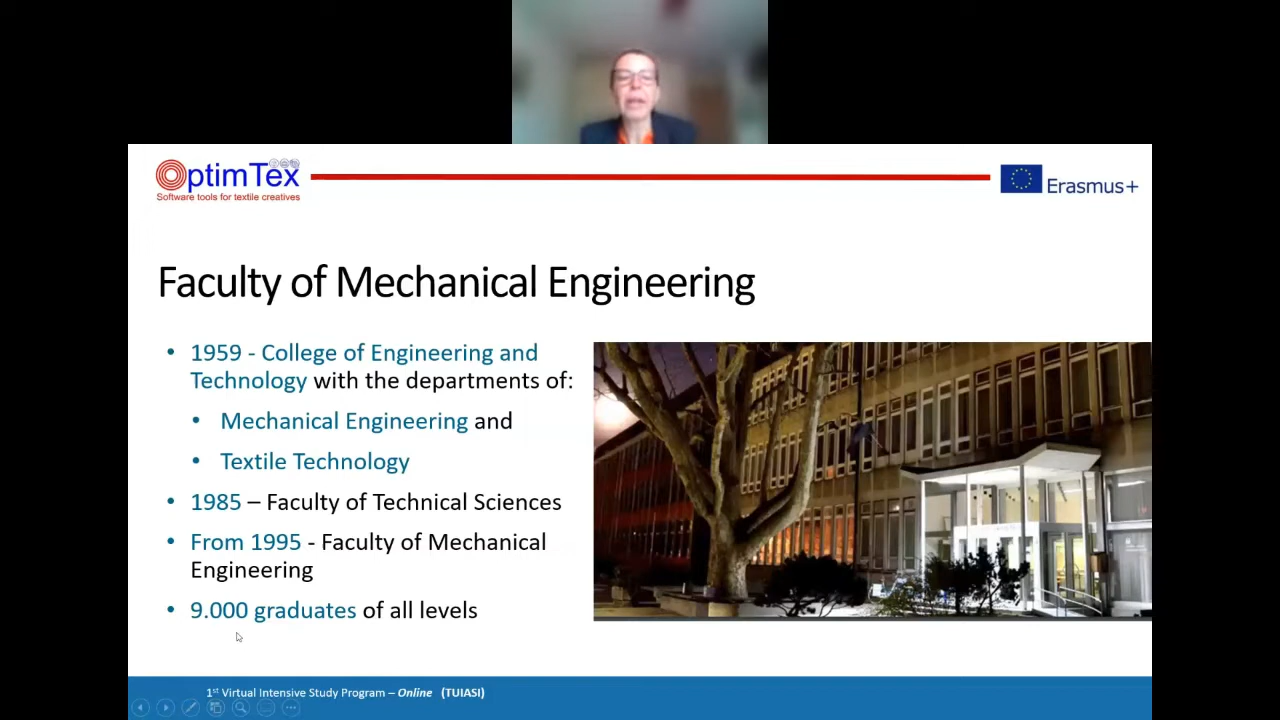 OptimTex
Software tools for textile creatives
Erasmus+
Faculty of Mechanical Engineering
• 1959 - College of Engineering and
Technology with the departments of:
• Mechanical Engineering and
• Textile Technology
• 1985 – Faculty of Technical Sciences
• From 1995 - Faculty of Mechanical
Engineering
• 9.000 graduates of all levels
1st Virtual Intensive Study Program – Online (TUIASI)